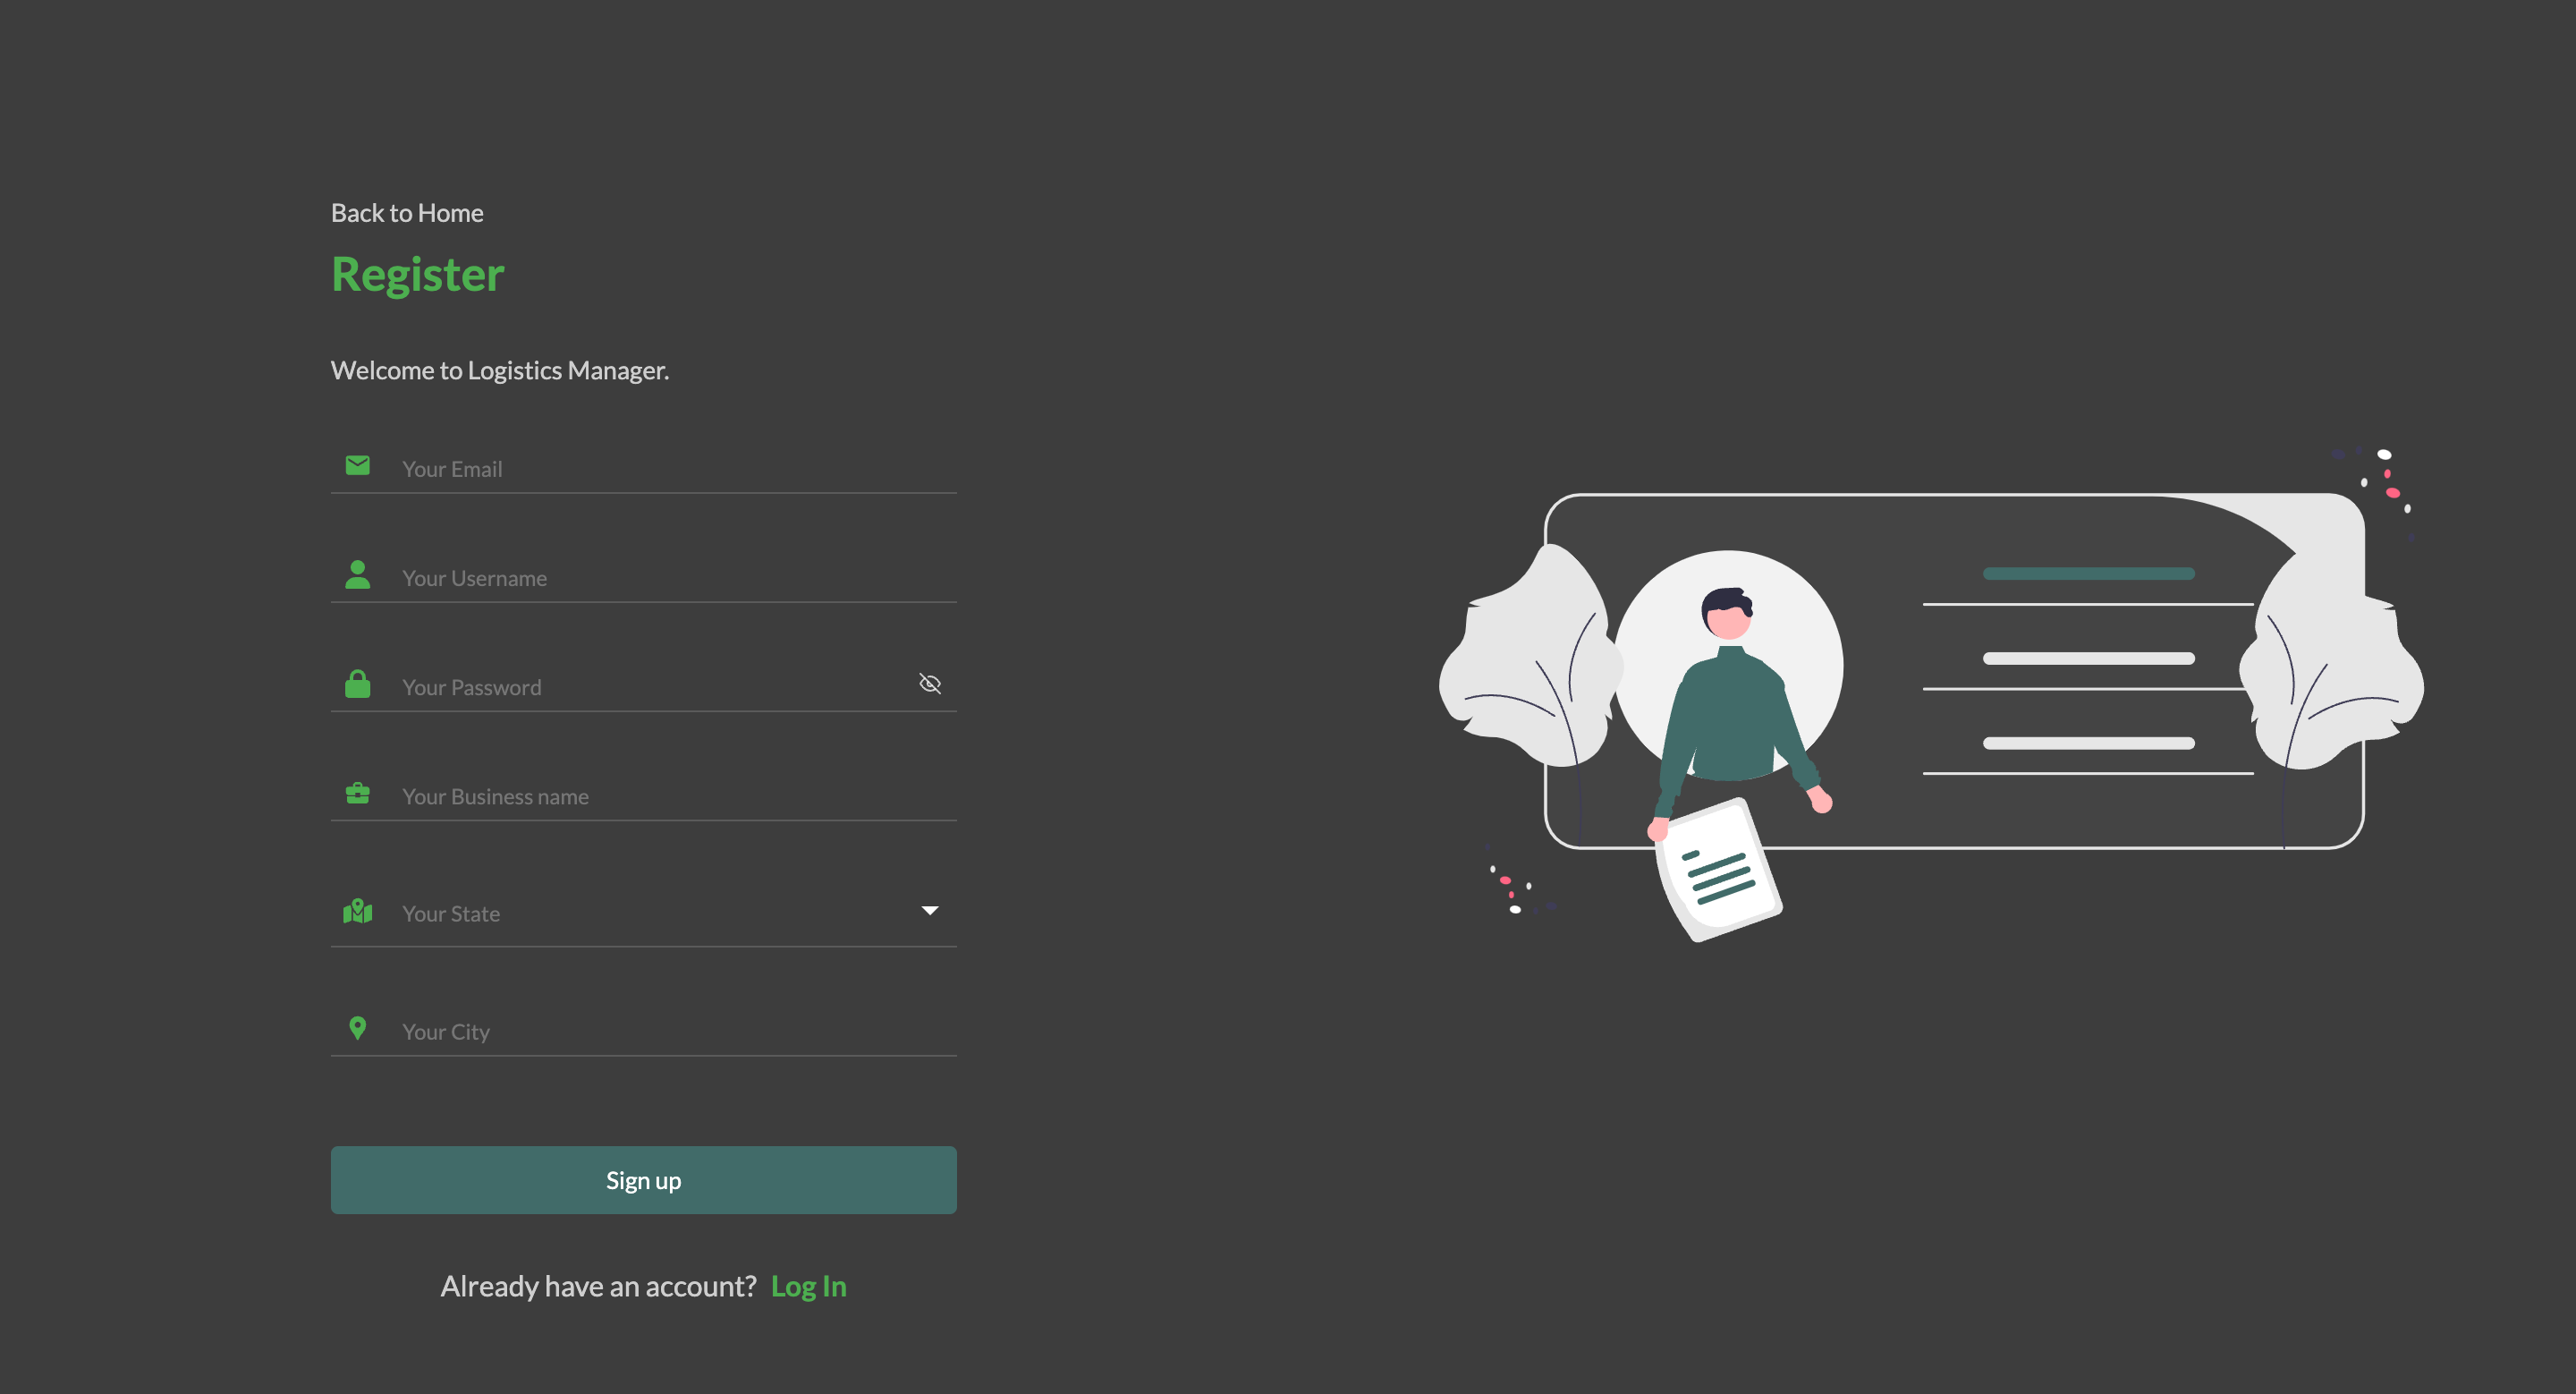 Back to Home
Register
Welcome to Logistics Manager.
Your Email
Your Username
Your Password
Your Business name
Your State
Your City
Sign up
Already have an account? Log In